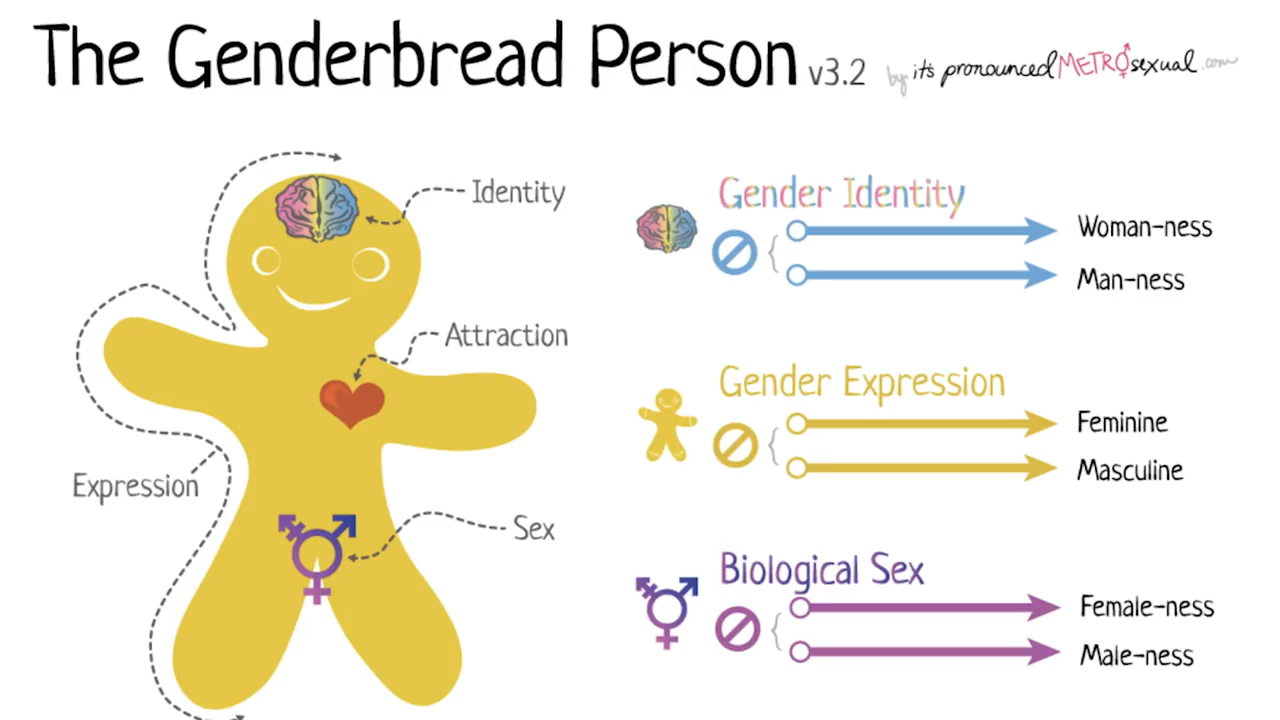 The Genderbread Person v3.2 by it's pronounced METROsexual.com
Identity
Attraction
Expression
Sex
Gender Identity
Woman-ness
Man-ness
Gender Expression
Feminine
Masculine
Biological Sex
Female-ness
Male-ness